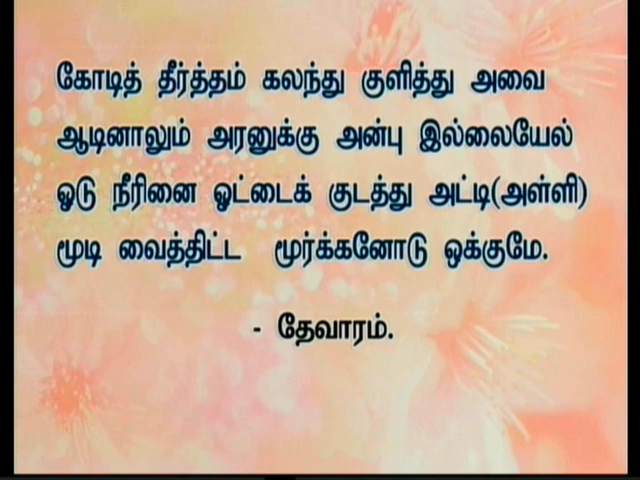 கோடித் தீர்த்தம் கலந்து குளித்து அவை
ஆடினாலும் அரனுக்கு அன்பு இல்லையேல்
ஓடு நீரினை ஓட்டைக் குடத்து அட்டி(அள்ளி)
மூடி வைத்திட்ட மூர்க்கனோடு ஒக்குமே.
- தேவாரம்.